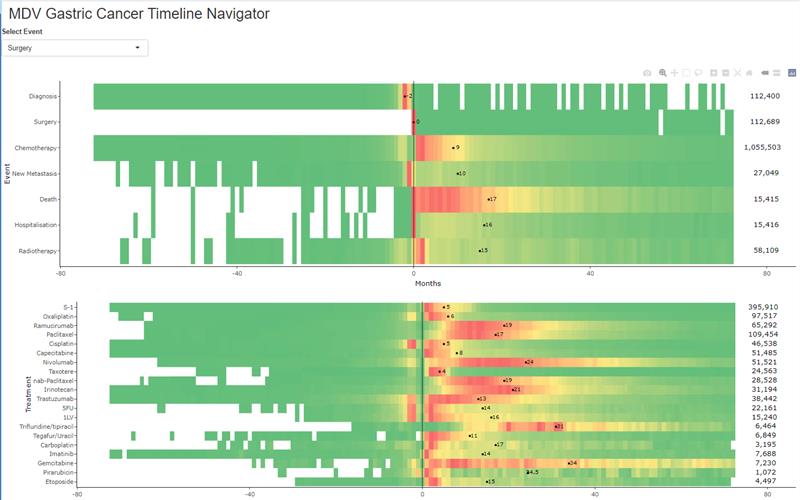 MDV Gastric Cancer Timeline Navigator
Select Event
Surgery
Diagnosis -2 112,400
Surgery 0 112,689
Chemotherapy 9 1,055,503
New Metastasis 10 27,049
Death 17 15,415
Hospitalisation 16 15,416
Radiotherapy 15 58,109
Event
-80 -40 0 40 80
Months
S-1 5 395,910
Oxaliplatin 6 97,517
Ramucirumab 19 65,292
Paclitaxel 17 109,454
Cisplatin 5 46,538
Capecitabine 8 51,485
Nivolumab 24 51,521
Taxotere 4 24,563
nab-Paclitaxel 19 28,528
Irinotecan 21 31,194
Trastuzumab 13 38,442
5FU 14 22,161
1LV 16 15,240
Trifluridine/tipiracil 31 6,464
Tegafur/Uracil 11 6,849
Carboplatin 17 3,195
Imatinib 14 7,688
Gemcitabine 34 7,230
Pirarubicin 24.5 1,072
Etoposide 15 4,497
Treatment
-80 -40 0 40 80